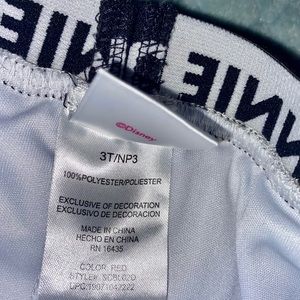 NNIE
INIE
©Disney
3T/NP3
100%POLYESTER/POLIESTER
EXCLUSIVE OF DECORATION
EXCLUSIVO DE DECORACION
MADE IN CHINA
HECHO EN CHINA
RN 16435
COLOR: RED